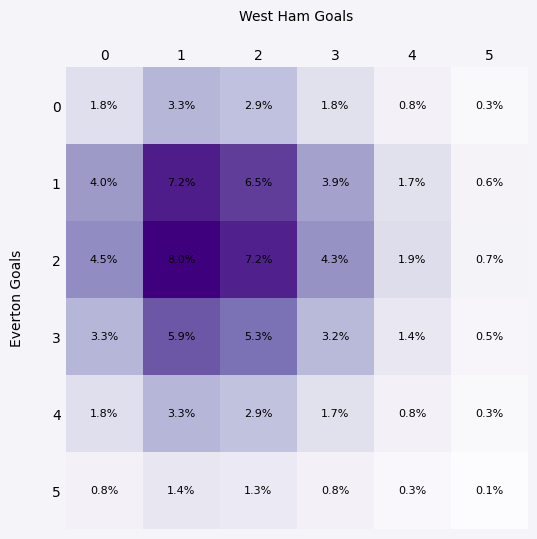 West Ham Goals
0 1 2 3 4 5
0 1.8% 3.3% 2.9% 1.8% 0.8% 0.3%
1 4.0% 7.2% 6.5% 3.9% 1.7% 0.6%
2 4.5% 8.0% 7.2% 4.3% 1.9% 0.7%
Everton Goals
3 3.3% 5.9% 5.3% 3.2% 1.4% 0.5%
4 1.8% 3.3% 2.9% 1.7% 0.8% 0.3%
5 0.8% 1.4% 1.3% 0.8% 0.3% 0.1%